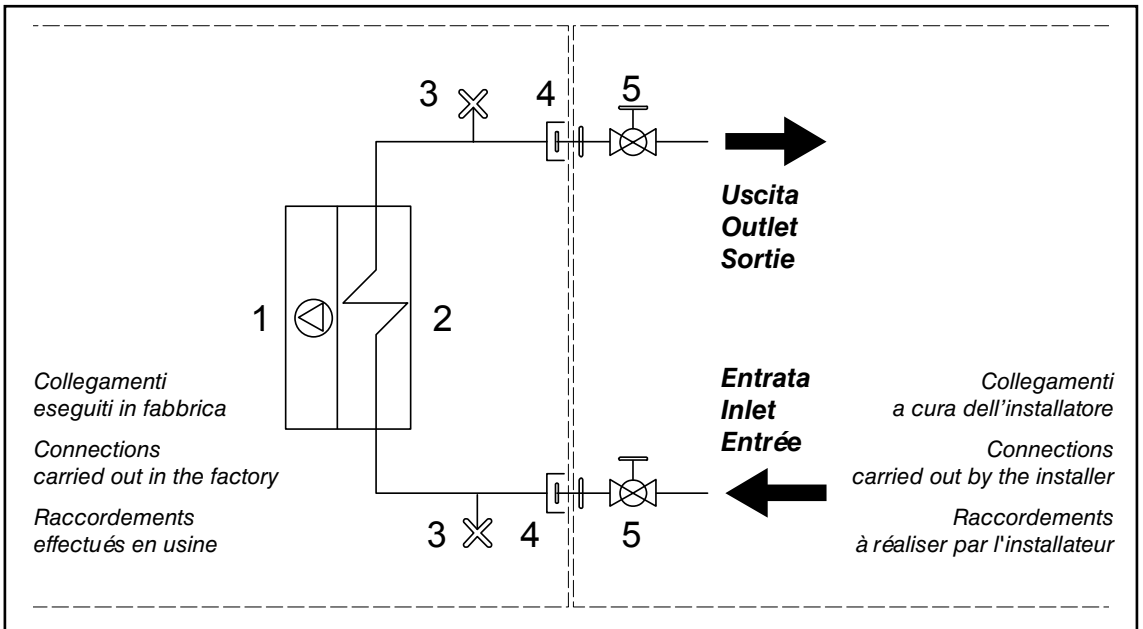 3
4
5
Uscita
Outlet
Sortie
1
2
Collegamenti
eseguiti in fabbrica
Connections
carried out in the factory
Raccordements
effectués en usine
Entrata
Inlet
Entrée
Collegamenti
a cura dell'installatore
Connections
carried out by the installer
Raccordements
à réaliser par l'installateur
3
4
5